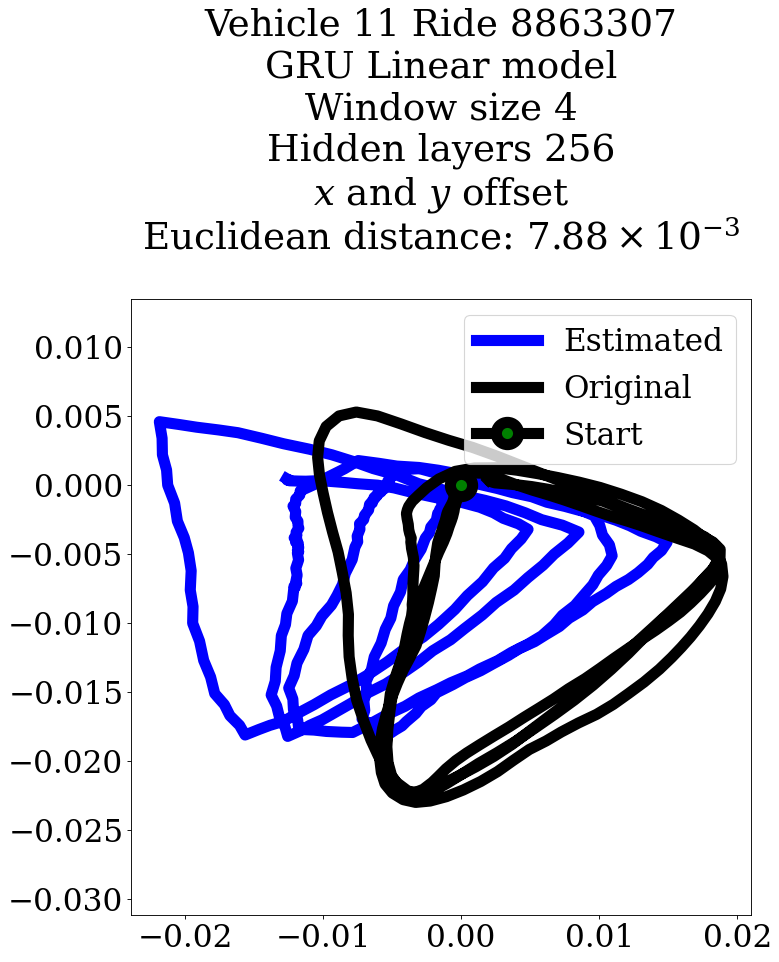 Vehicle 11 Ride 8863307
GRU Linear model
Window size 4
Hidden layers 256
x and y offset
Euclidean distance: 7.88 × 10⁻³
Estimated
Original
Start
0.010
0.005
0.000
−0.005
−0.010
−0.015
−0.020
−0.025
−0.030
−0.02 −0.01 0.00 0.01 0.02